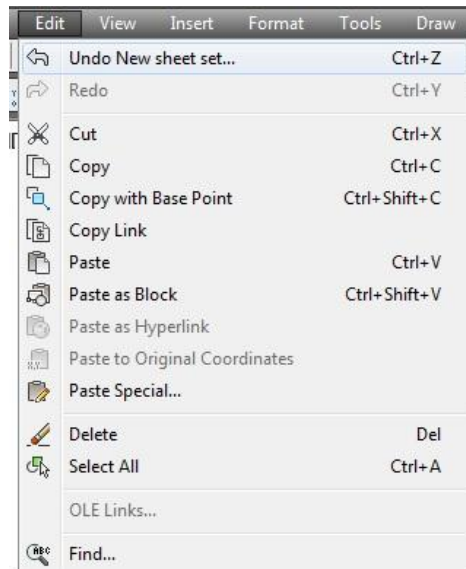 Edit View Insert Format Tools Draw
Undo New sheet set... Ctrl+Z
Redo Ctrl+Y
Cut Ctrl+X
Copy Ctrl+C
Copy with Base Point Ctrl+Shift+C
Copy Link
Paste Ctrl+V
Paste as Block Ctrl+Shift+V
Paste as Hyperlink
Paste to Original Coordinates
Paste Special...
Delete Del
Select All Ctrl+A
OLE Links...
Find...